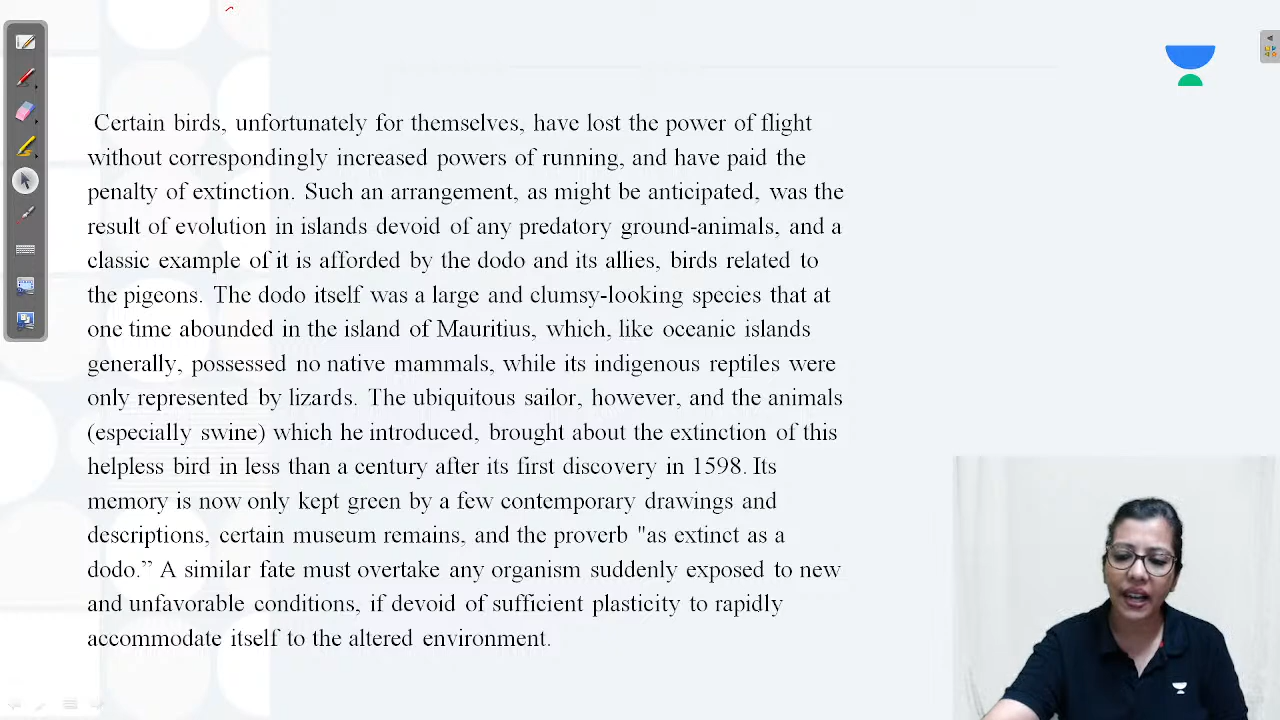 Certain birds, unfortunately for themselves, have lost the power of flight
without correspondingly increased powers of running, and have paid the
penalty of extinction. Such an arrangement, as might be anticipated, was the
result of evolution in islands devoid of any predatory ground-animals, and a
classic example of it is afforded by the dodo and its allies, birds related to
the pigeons. The dodo itself was a large and clumsy-looking species that at
one time abounded in the island of Mauritius, which, like oceanic islands
generally, possessed no native mammals, while its indigenous reptiles were
only represented by lizards. The ubiquitous sailor, however, and the animals
(especially swine) which he introduced, brought about the extinction of this
helpless bird in less than a century after its first discovery in 1598. Its
memory is now only kept green by a few contemporary drawings and
descriptions, certain museum remains, and the proverb "as extinct as a
dodo.” A similar fate must overtake any organism suddenly exposed to new
and unfavorable conditions, if devoid of sufficient plasticity to rapidly
accommodate itself to the altered environment.